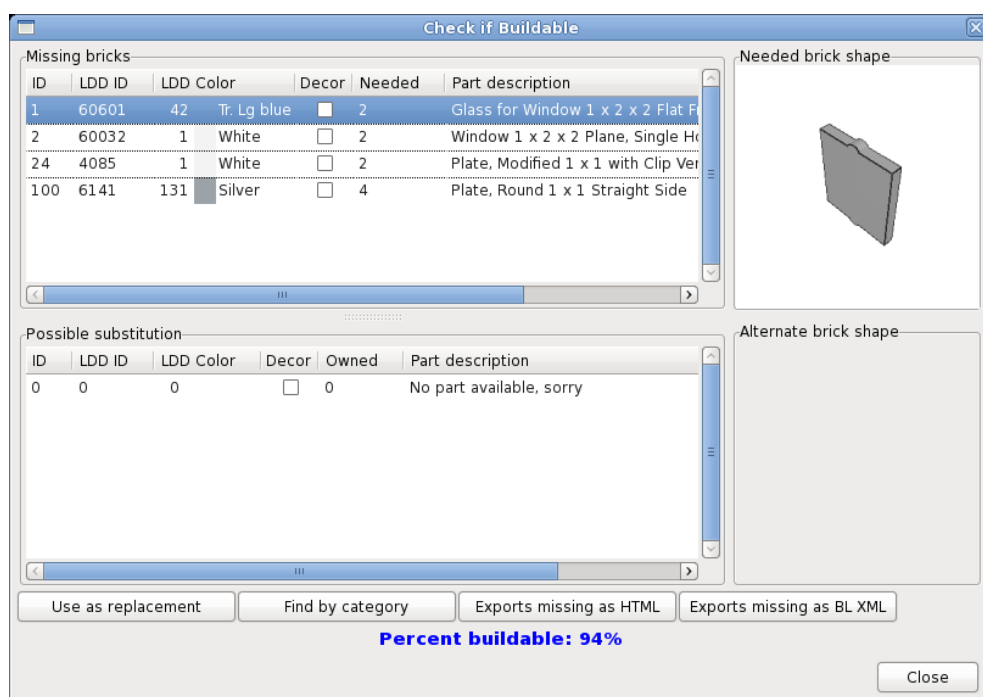 Check if Buildable
Missing bricks
ID LDD ID LDD Color Decor Needed Part description
1 60601 42 Tr. Lg blue 2 Glass for Window 1 x 2 x 2 Flat
2 60032 1 White 2 Window 1 x 2 x 2 Plane, Single
24 4085 1 White 2 Plate, Modified 1 x 1 with Clip
100 6141 131 Silver 4 Plate, Round 1 x 1 Straight Side
Needed brick shape
Possible substitution
ID LDD ID LDD Color Decor Owned Part description
0 0 0 0 No part available, sorry
Alternate brick shape
Use as replacement Find by category Exports missing as HTML Exports missing as BL XML
Percent buildable: 94%
Close